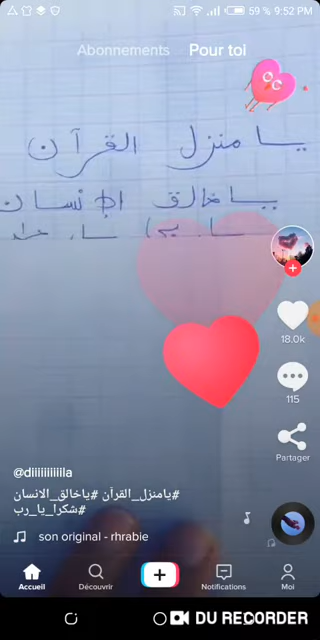 59 % 9:52 PM
Abonnements Pour toi
يا منزل القرآن
يا خالق الإنسان
18.0k
115
Partager
@diiiiiiiiiiiila
#يامنزل_القرآن #ياخالق_الانسان
#شكرا_يا_رب
son original - rhrabie
Accueil
Découvrir
Notifications
Moi
DU RECORDER